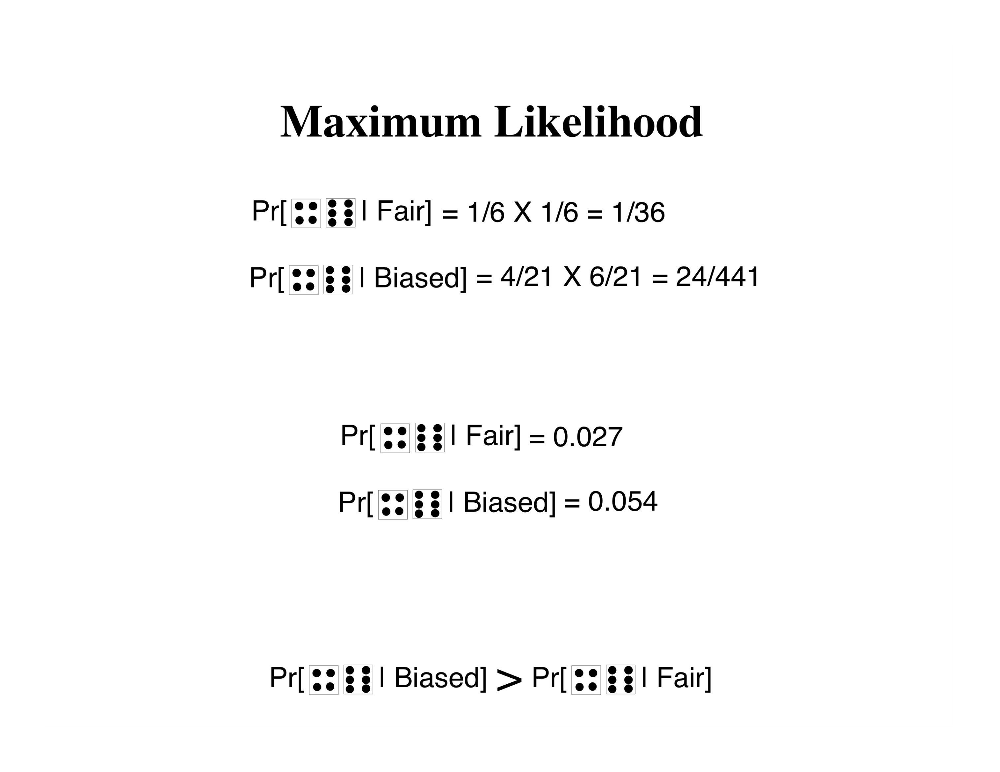 Maximum Likelihood
Pr[ | Fair] = 1/6 X 1/6 = 1/36
Pr[ | Biased] = 4/21 X 6/21 = 24/441
Pr[ | Fair] = 0.027
Pr[ | Biased] = 0.054
Pr[ | Biased] > Pr[ | Fair]